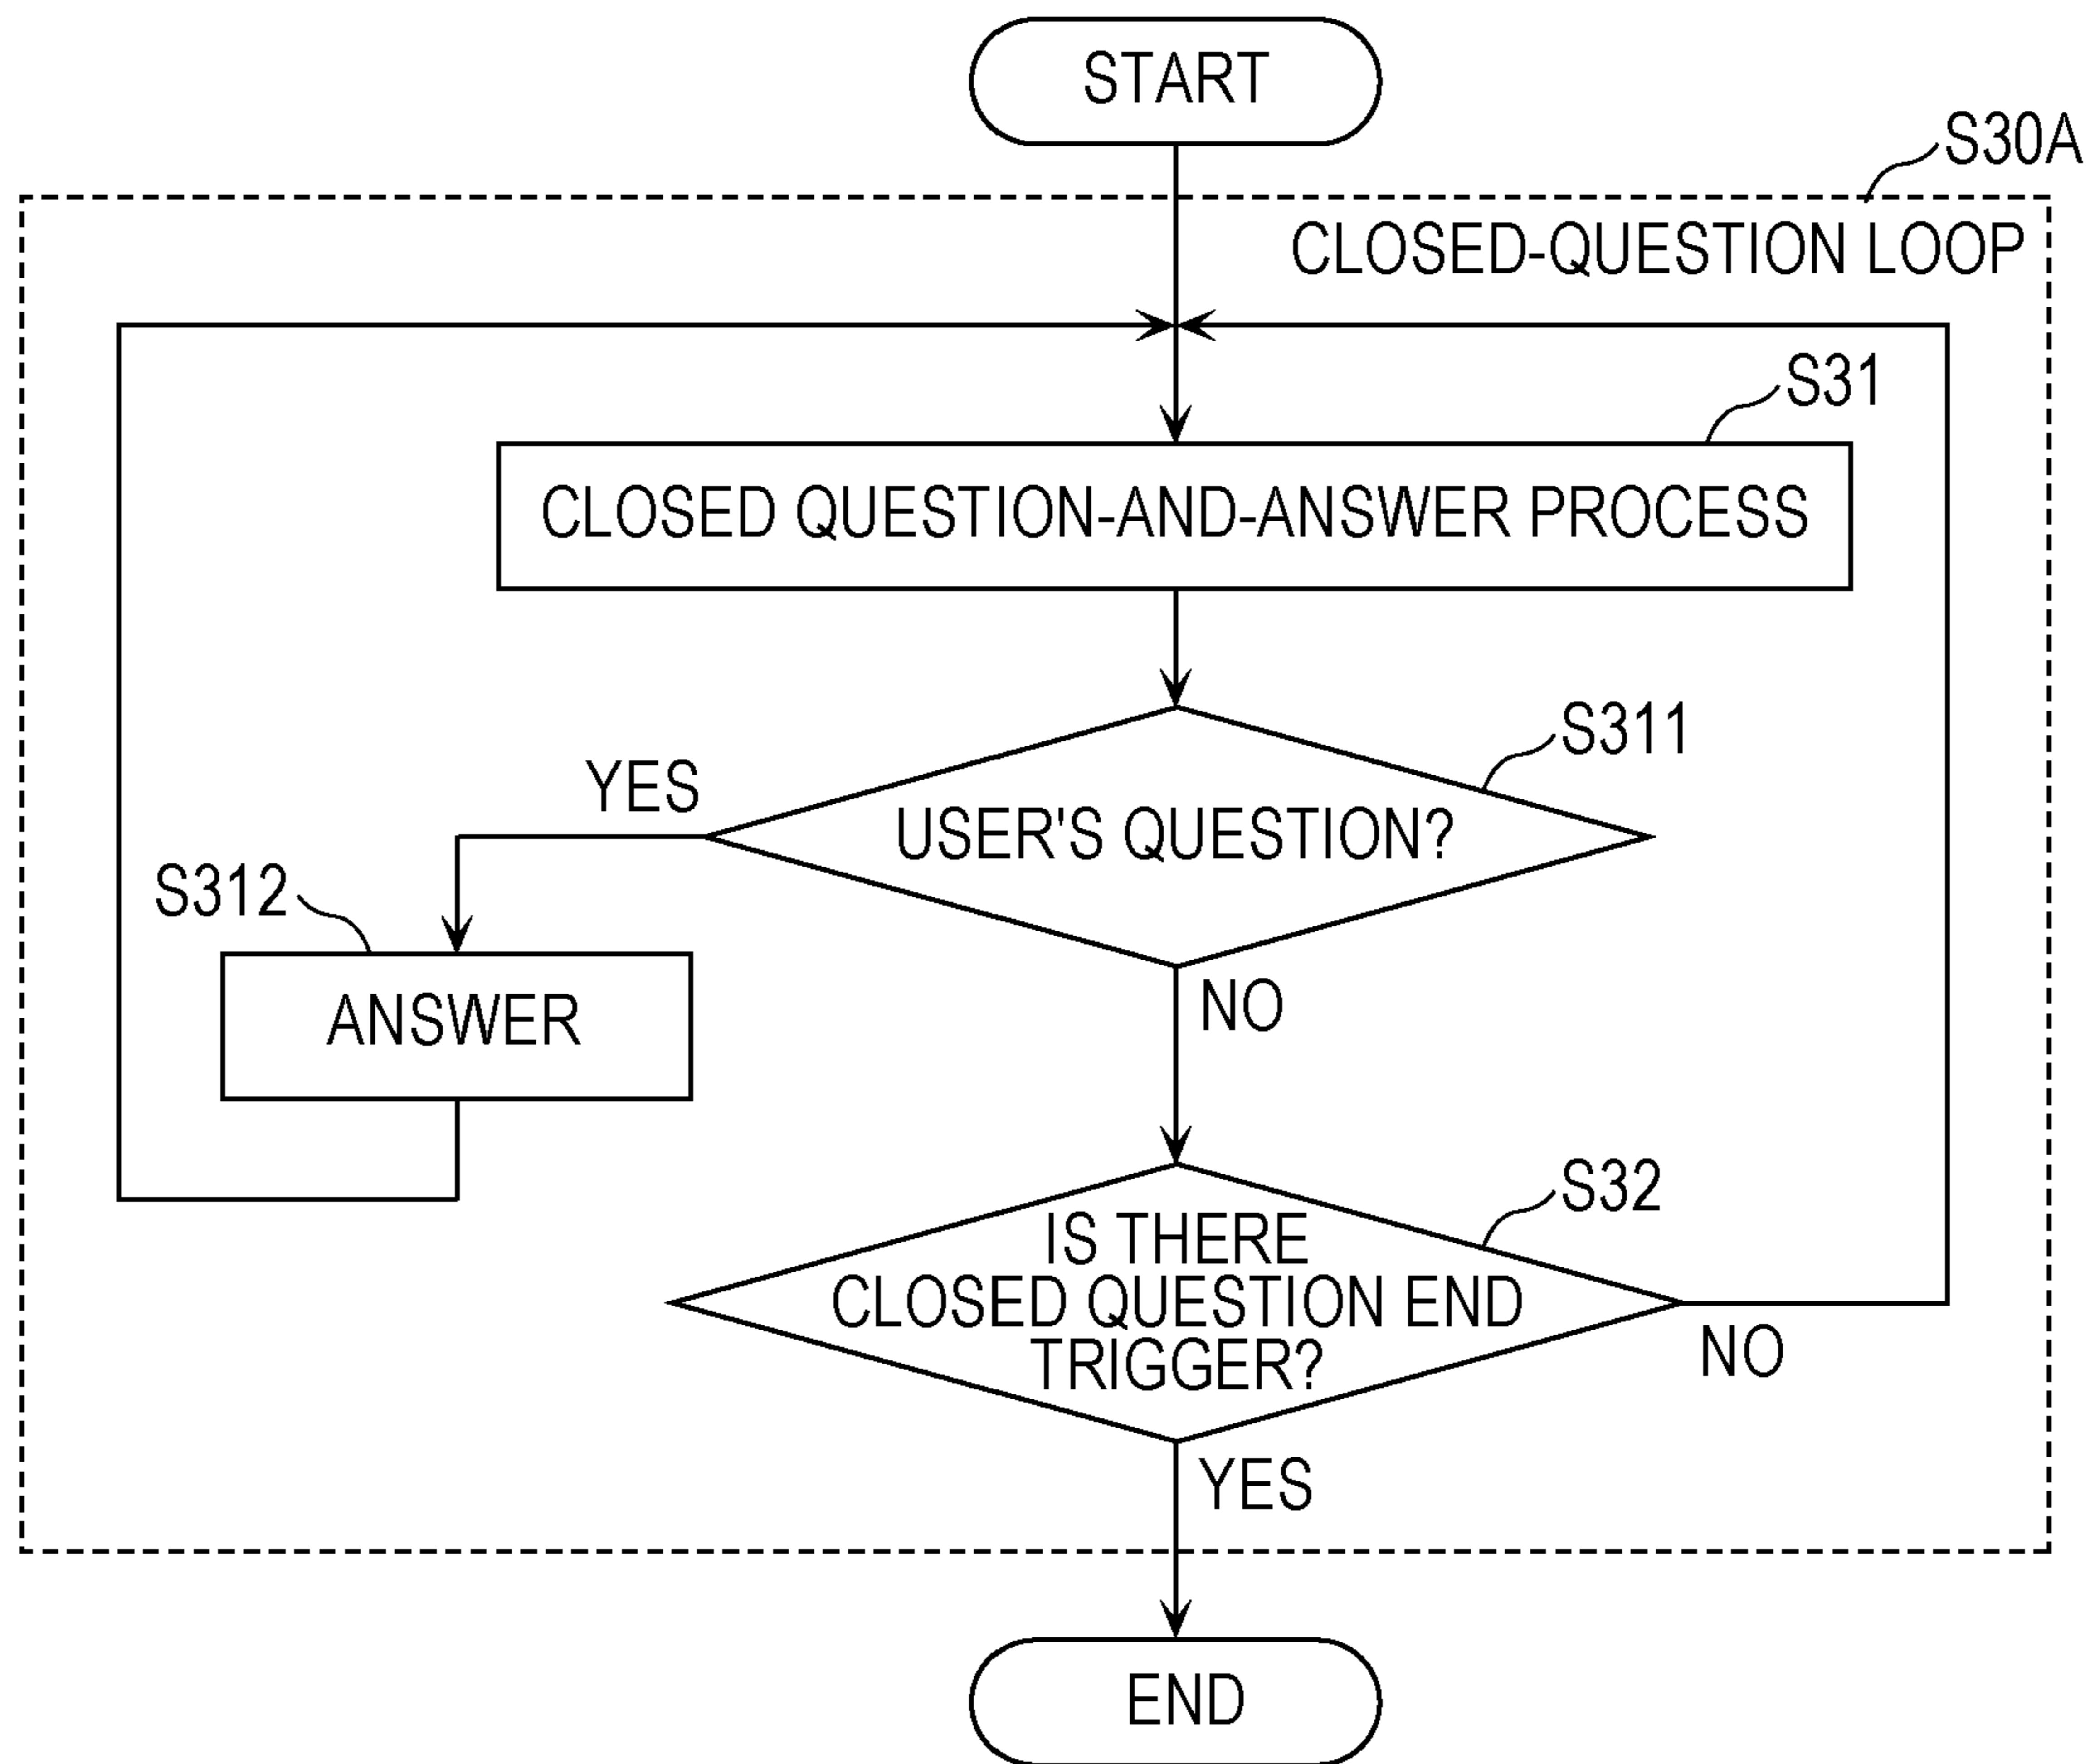 START
S30A
CLOSED-QUESTION LOOP
S31
CLOSED QUESTION-AND-ANSWER PROCESS
S311
YES
USER'S QUESTION?
S312
ANSWER
NO
S32
IS THERE
CLOSED QUESTION END
TRIGGER?
NO
YES
END